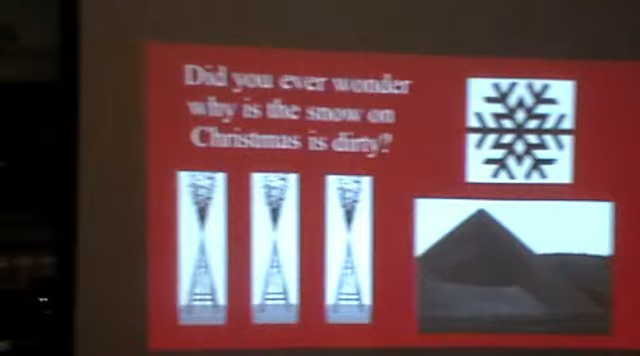 Did you ever wonder
why is the snow on
Christmas is dirty?